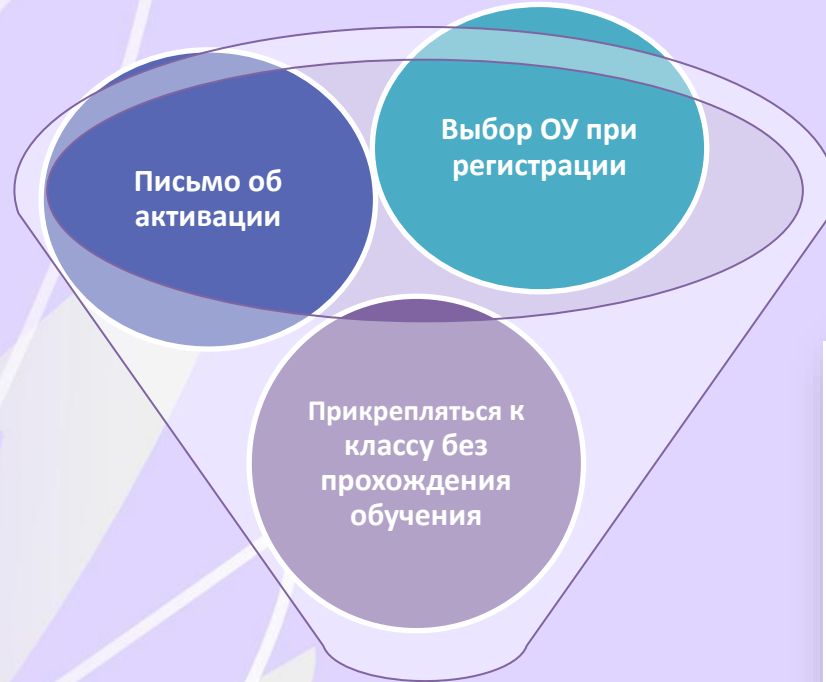 Письмо об
активации
Выбор ОУ при
регистрации
Прикрепляться к
классу без
прохождения
обучения